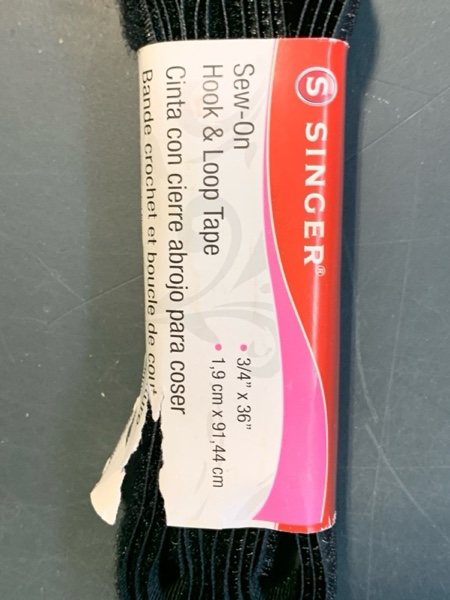 S SINGER®
Sew-On
Hook & Loop Tape
Cinta con cierre abrojo para coser
Bande crochet et boucle de
• 3/4" x 36"
• 1,9 cm x 91,44 cm